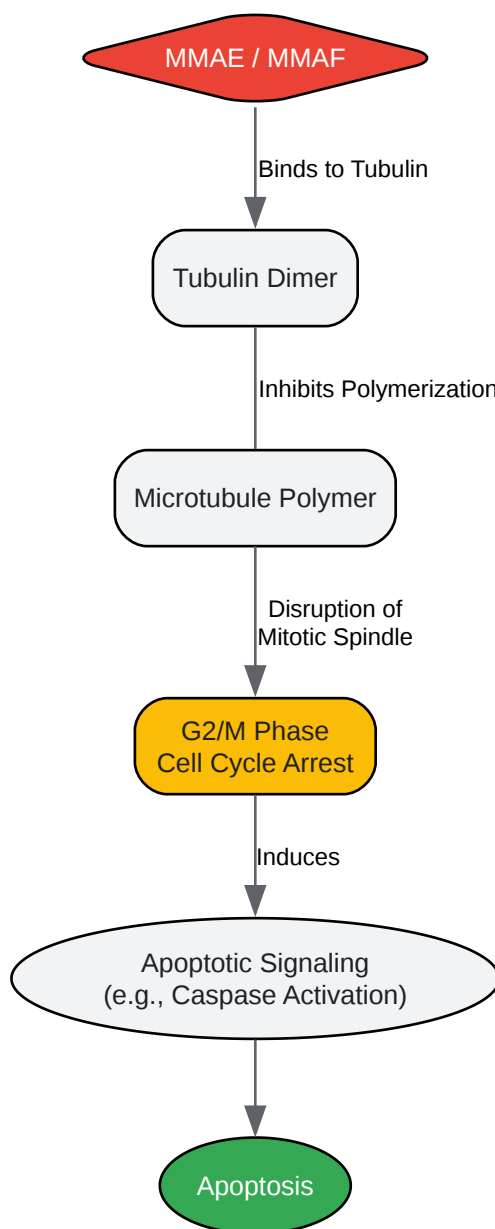 MMAE / MMAF
Binds to Tubulin
Tubulin Dimer
Inhibits Polymerization
Microtubule Polymer
Disruption of
Mitotic Spindle
G2/M Phase
Cell Cycle Arrest
Induces
Apoptotic Signaling
(e.g., Caspase Activation)
Apoptosis